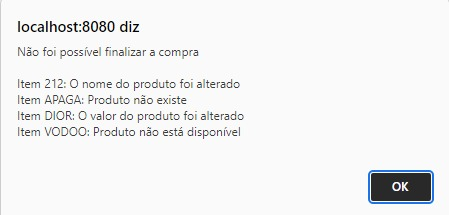 localhost:8080 diz
Não foi possível finalizar a compra
Item 212: O nome do produto foi alterado
Item APAGA: Produto não existe
Item DIOR: O valor do produto foi alterado
Item VODOO: Produto não está disponível
OK